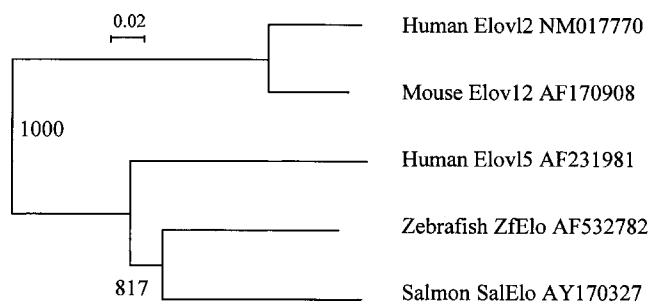 0.02
Human Elovl2 NM017770
Mouse Elov12 AF170908
1000
Human Elovl5 AF231981
Zebrafish ZfElo AF532782
817
Salmon SalElo AY170327